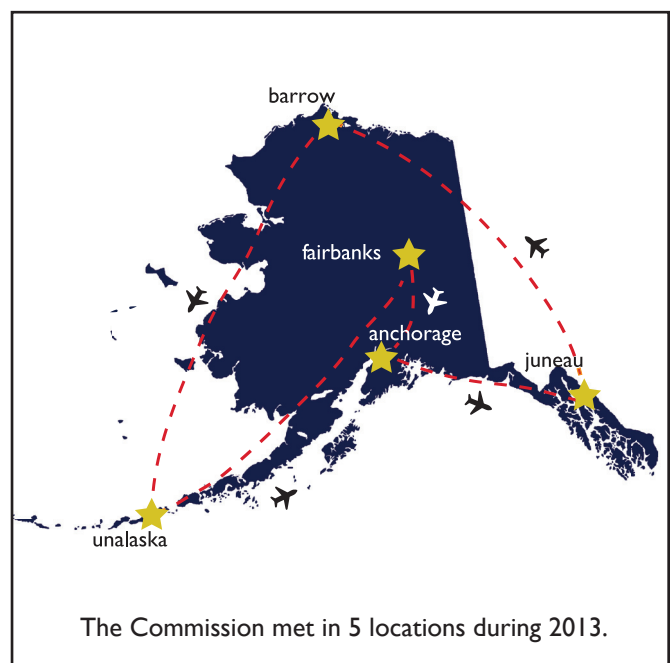 barrow
fairbanks
anchorage
juneau
unalaska
The Commission met in 5 locations during 2013.